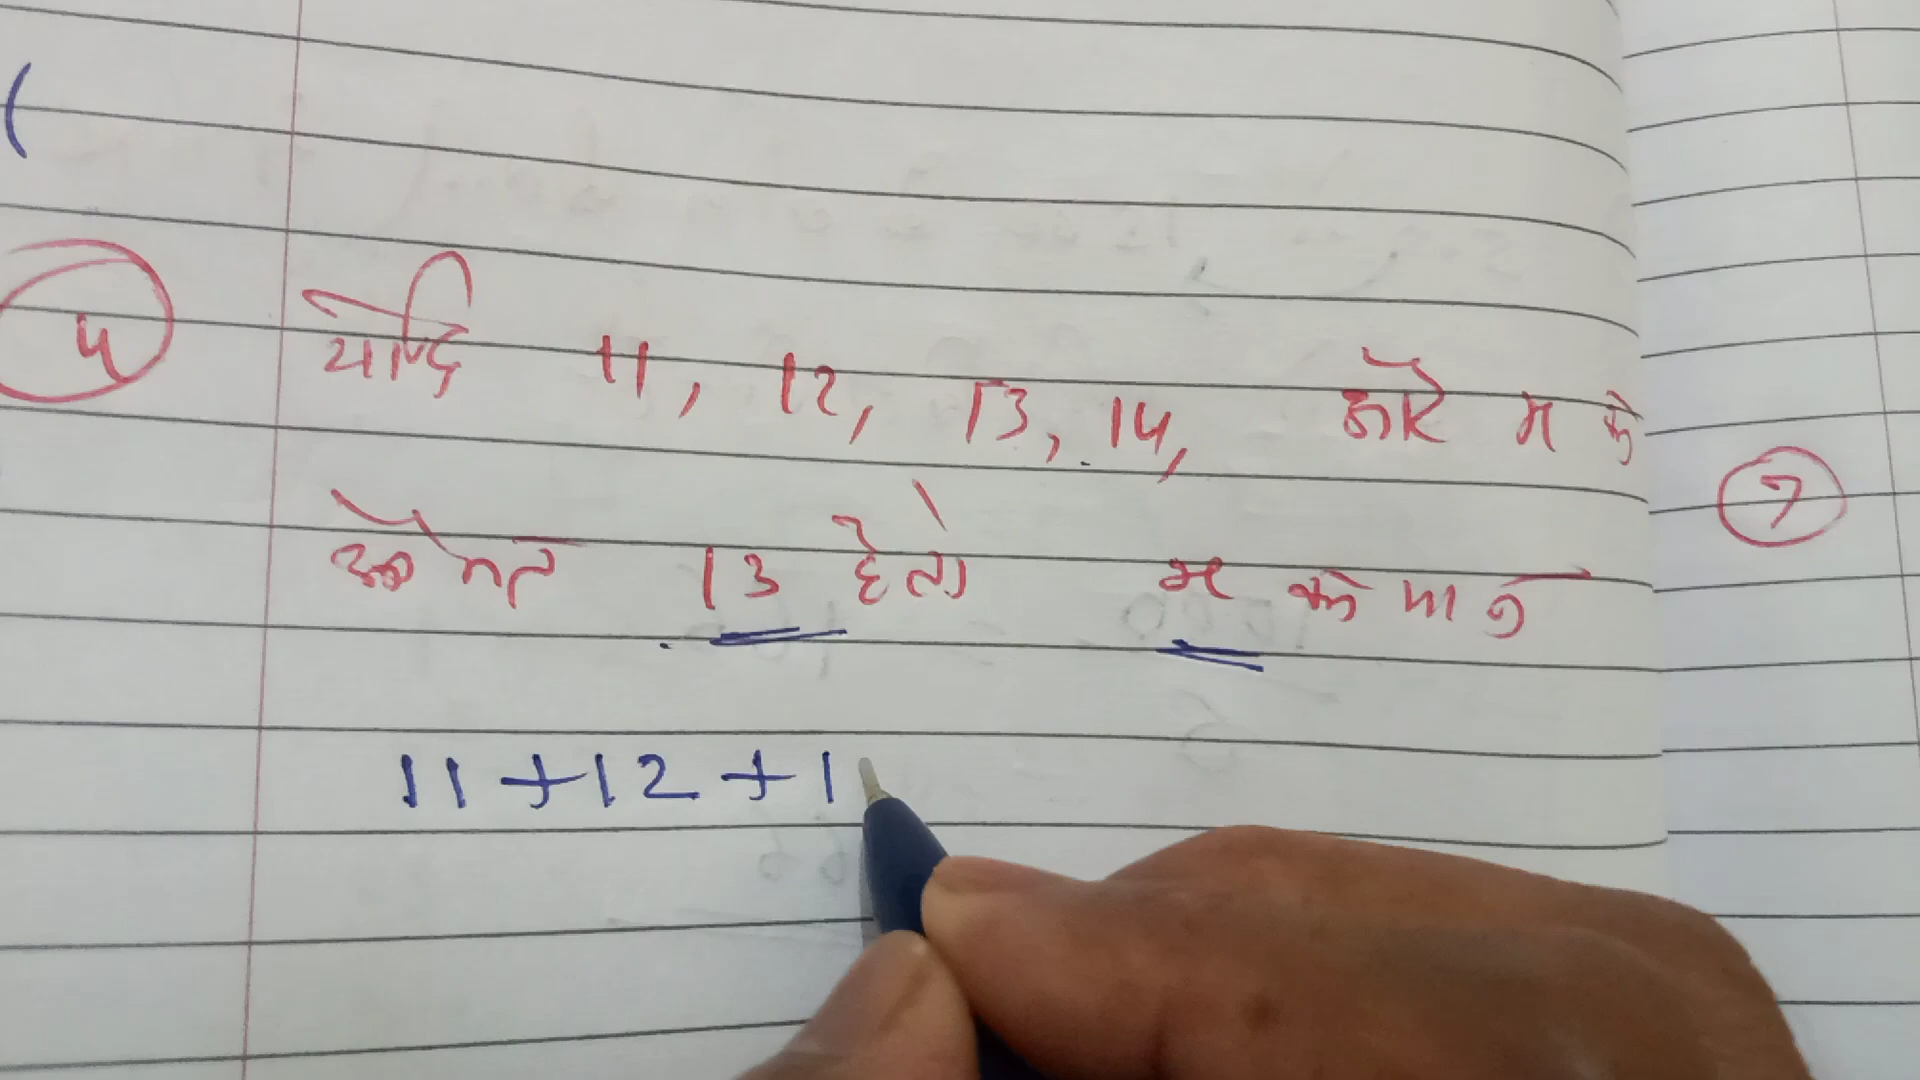 4 यदि 11, 12, 13, 14, और म के
औसत 13 है तो म के मान
7
11 + 12 + 1